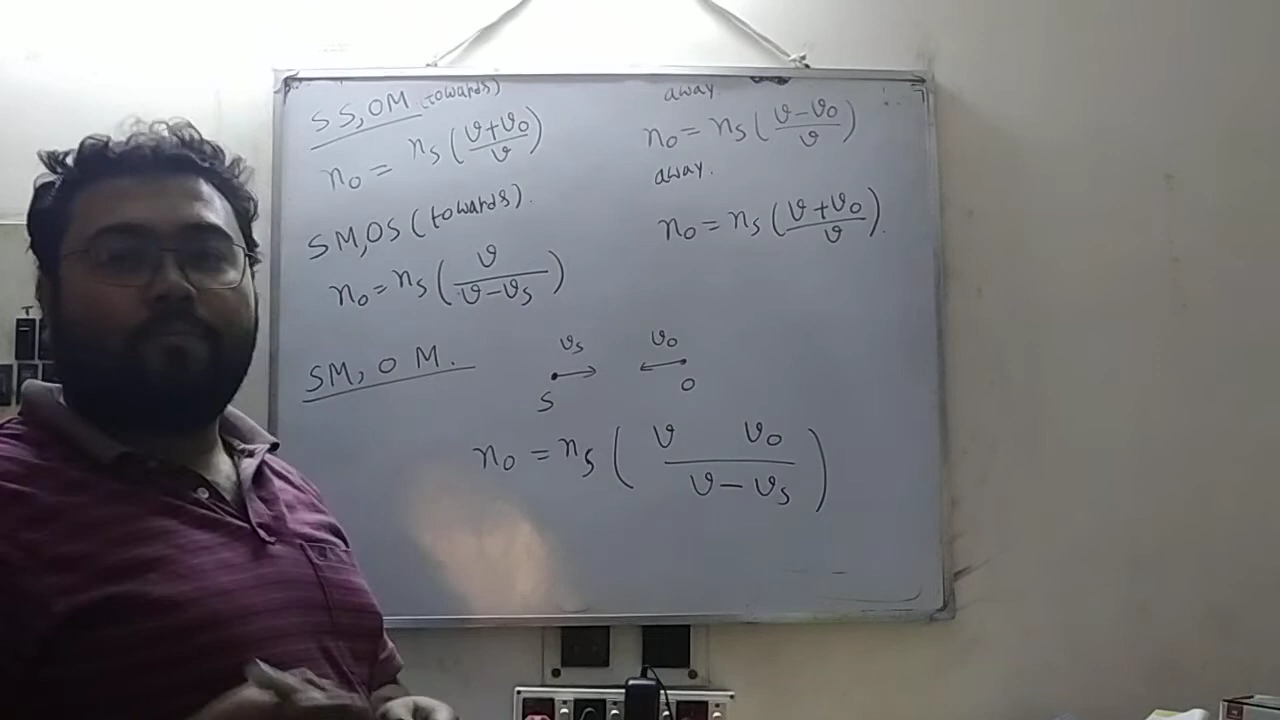 SS,OM (towards)
n₀ = nₛ(v+v₀/v)
away
n₀ = nₛ(v−v₀/v)
SM,OS (towards).
n₀ = nₛ(v/v−vₛ)
away.
n₀ = nₛ(v+v₀/v).
SM, O M.
vₛ v₀
S O
n₀ = nₛ(v v₀/v−vₛ)